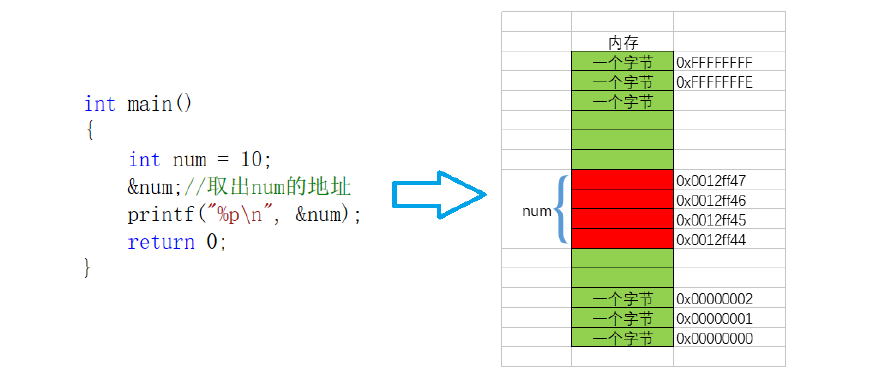 int main()
{
    int num = 10;
    &num;//取出num的地址
    printf("%p\n", &num);
    return 0;
}
内存
一个字节 0xFFFFFFFF
一个字节 0xFFFFFFFE
一个字节
0x0012ff47
0x0012ff46
num
0x0012ff45
0x0012ff44
一个字节 0x00000002
一个字节 0x00000001
一个字节 0x00000000